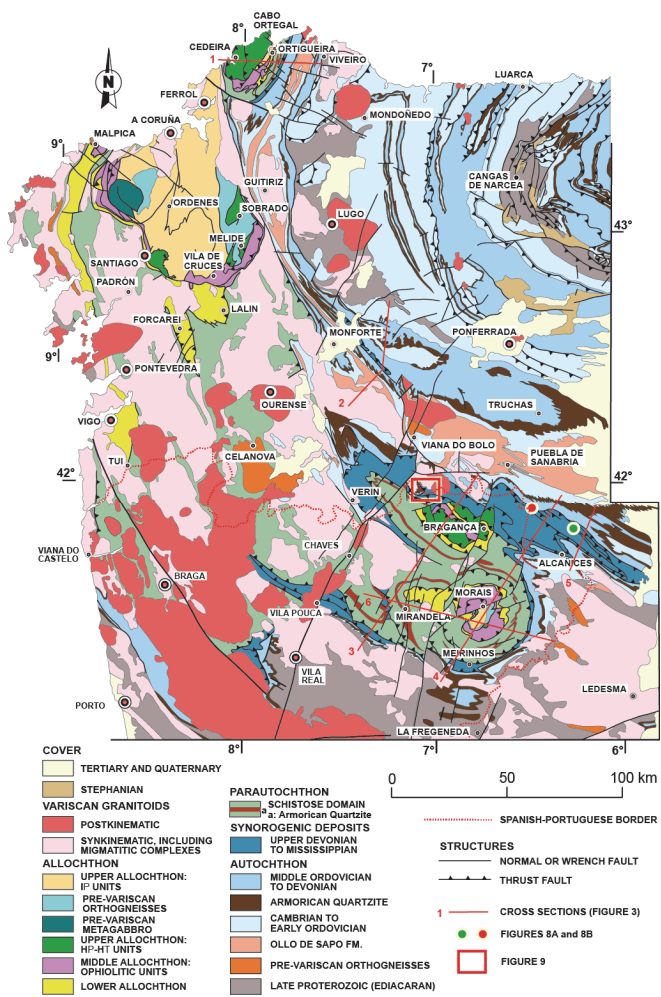 CABO
ORTEGAL
8°
CEDEIRA
ORTIGUEIRA
1
VIVEIRO
7°
LUARCA
N
FERROL
MONDOÑEDO
A CORUÑA
MALPICA
9°
CANGAS
DE NARCEA
GUITIRIZ
ORDENES
SOBRADO
LUGO
43°
MELIDE
SANTIAGO
VILA DE
CRUCES
PADRÓN
LALIN
FORCAREI
MONFORTE
PONFERRADA
9°
PONTEVEDRA
OURENSE
2
TRUCHAS
VIGO
VIANA DO BOLO
CELANOVA
PUEBLA DE
SANABRIA
TUI
42°
42°
VERIN
BRAGANÇA
VIANA DO
CASTELO
CHAVES
ALCAÑICES
BRAGA
5
MORAIS
6
VILA POUCA
MIRANDELA
3
MEIRINHOS
4
VILA
REAL
LEDESMA
PORTO
LA FREGENEDA
8°
7°
6°
COVER
TERTIARY AND QUATERNARY
STEPHANIAN
VARISCAN GRANITOIDS
POSTKINEMATIC
SYNKINEMATIC, INCLUDING
MIGMATITIC COMPLEXES
ALLOCHTHON
UPPER ALLOCHTHON:
IP UNITS
PRE-VARISCAN
ORTHOGNEISSES
PRE-VARISCAN
METAGABBRO
UPPER ALLOCHTHON:
HP-HT UNITS
MIDDLE ALLOCHTHON:
OPHIOLITIC UNITS
LOWER ALLOCHTHON
PARAUTOCHTHON
a
SCHISTOSE DOMAIN
a: Armorican Quartzite
SYNOROGENIC DEPOSITS
UPPER DEVONIAN
TO MISSISSIPPIAN
AUTOCHTHON
MIDDLE ORDOVICIAN
TO DEVONIAN
ARMORICAN QUARTZITE
CAMBRIAN TO
EARLY ORDOVICIAN
OLLO DE SAPO FM.
PRE-VARISCAN ORTHOGNEISSES
LATE PROTEROZOIC (EDIACARAN)
0
50
100 km
SPANISH-PORTUGUESE BORDER
STRUCTURES
NORMAL OR WRENCH FAULT
THRUST FAULT
1
CROSS SECTIONS (FIGURE 3)
FIGURES 8A and 8B
FIGURE 9